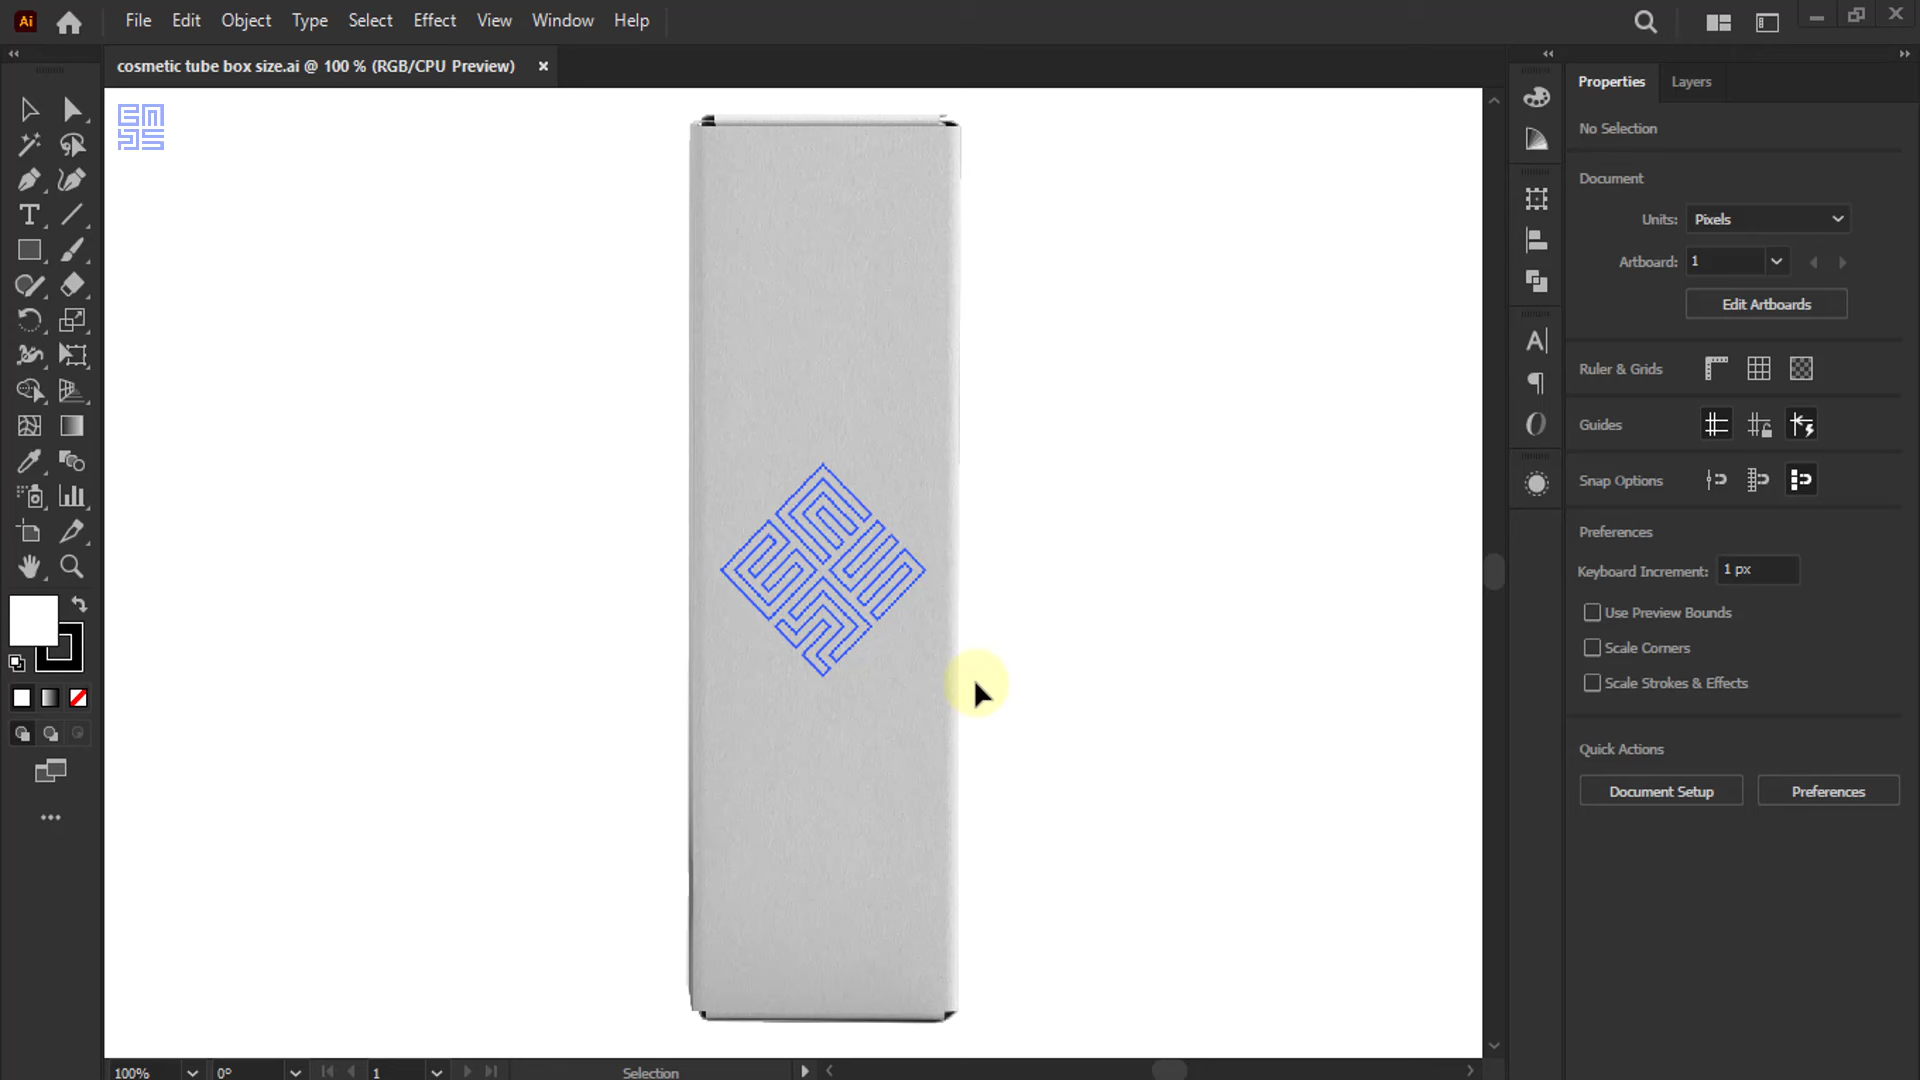 Ai File Edit Object Type Select Effect View Window Help
cosmetic tube box size.ai @ 100 % (RGB/CPU Preview) ×
Properties Layers
No Selection
Document
Units: Pixels
Artboard: 1
Edit Artboards
Ruler & Grids
Guides
Snap Options
Preferences
Keyboard Increment: 1 px
Use Preview Bounds
Scale Corners
Scale Strokes & Effects
Quick Actions
Document Setup Preferences
100% 0° 1 Selection